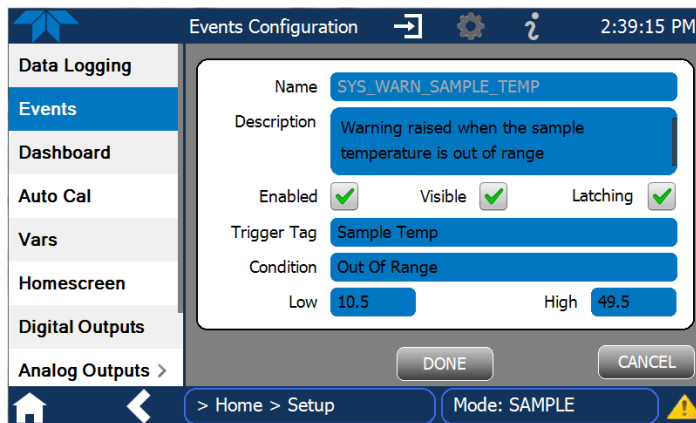 Events Configuration
2:39:15 PM
Data Logging
Events
Dashboard
Auto Cal
Vars
Homescreen
Digital Outputs
Analog Outputs >
Name SYS_WARN_SAMPLE_TEMP
Description Warning raised when the sample
temperature is out of range
Enabled Visible Latching
Trigger Tag Sample Temp
Condition Out Of Range
Low 10.5 High 49.5
DONE CANCEL
> Home > Setup Mode: SAMPLE